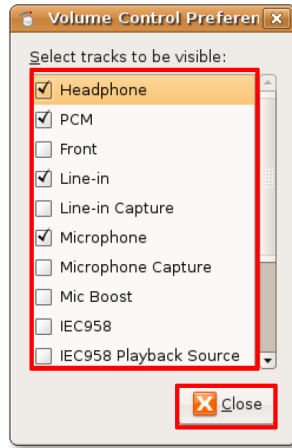 Volume Control Preferen
Select tracks to be visible:
Headphone
PCM
Front
Line-in
Line-in Capture
Microphone
Microphone Capture
Mic Boost
IEC958
IEC958 Playback Source
Close